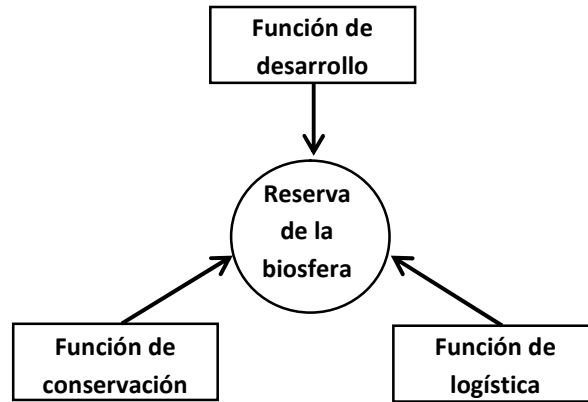 Función de
desarrollo
Reserva
de la
biosfera
Función de
conservación
Función de
logística